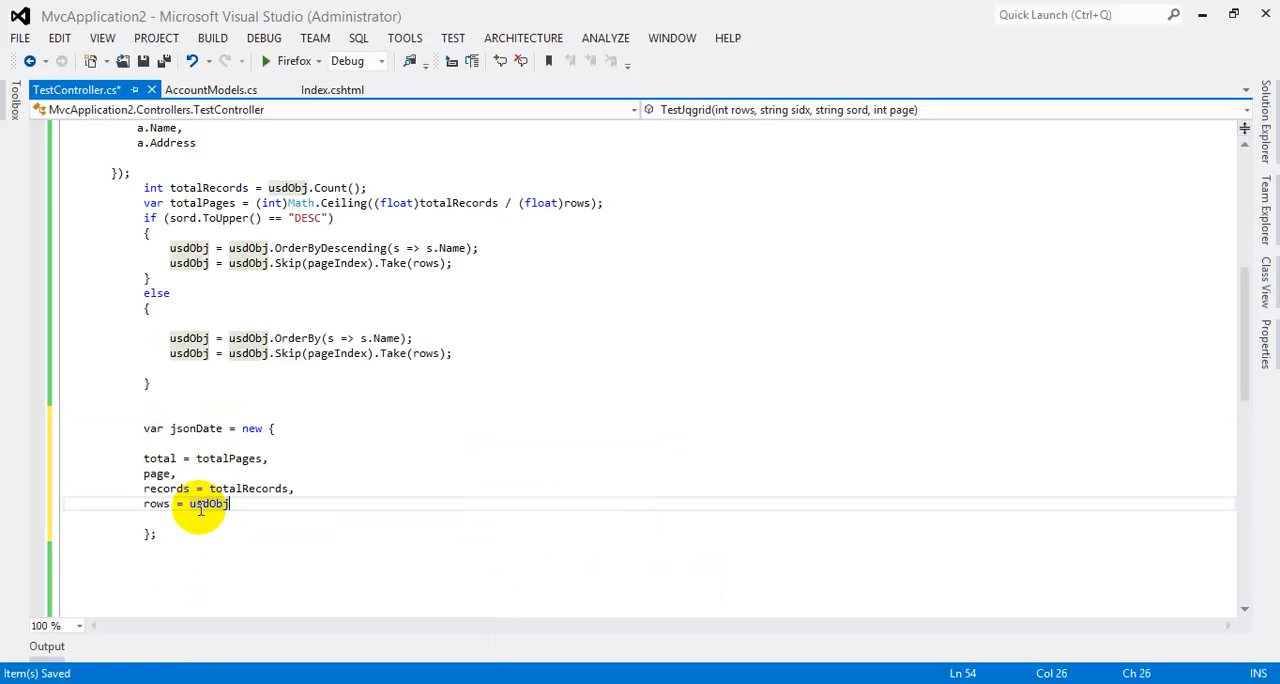 MvcApplication2 - Microsoft Visual Studio (Administrator)
Quick Launch (Ctrl+Q)
FILE EDIT VIEW PROJECT BUILD DEBUG TEAM SQL TOOLS TEST ARCHITECTURE ANALYZE WINDOW HELP
Firefox Debug
TestController.cs* AccountModels.cs Index.cshtml
MvcApplication2.Controllers.TestController TestJqgrid(int rows, string sidx, string sord, int page)
a.Name,
a.Address
});
int totalRecords = usdObj.Count();
var totalPages = (int)Math.Ceiling((float)totalRecords / (float)rows);
if (sord.ToUpper() == "DESC")
{
usdObj = usdObj.OrderByDescending(s => s.Name);
usdObj = usdObj.Skip(pageIndex).Take(rows);
}
else
{
usdObj = usdObj.OrderBy(s => s.Name);
usdObj = usdObj.Skip(pageIndex).Take(rows);
}
var jsonDate = new {
total = totalPages,
page,
records = totalRecords,
rows = usdObj
};
100 %
Output
Item(s) Saved Ln 54 Col 26 Ch 26 INS
Toolbox
Solution Explorer
Team Explorer
Class View
Properties